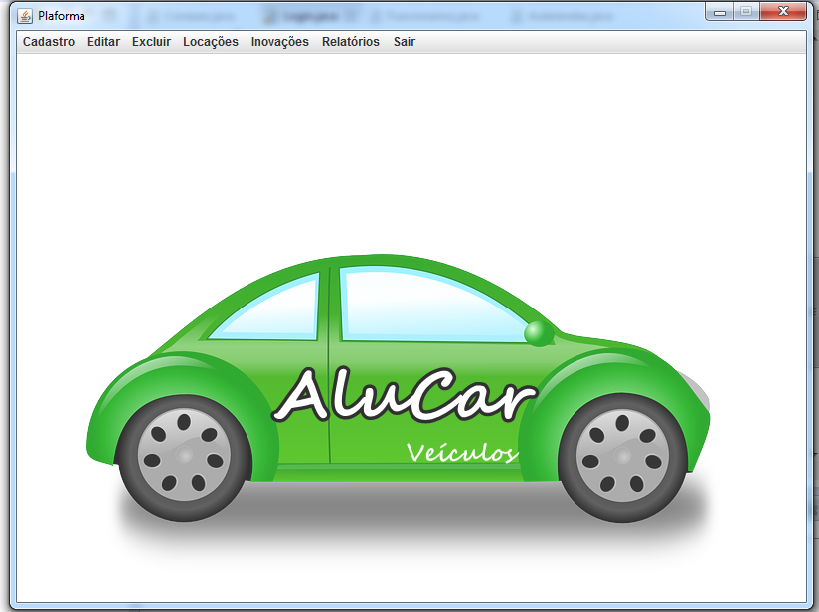 Plaforma
Cadastro Editar Excluir Locações Inovações Relatórios Sair
AluCar
Veículos